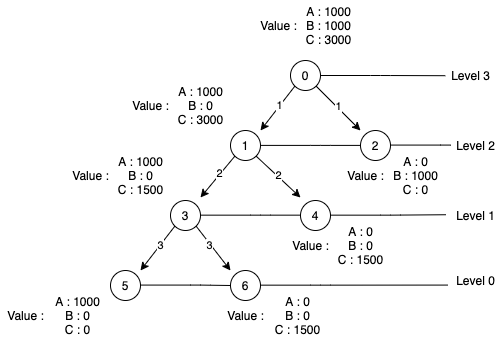 A : 1000
Value : B : 1000
C : 3000
0 Level 3
A : 1000
Value : B : 0
C : 3000
1 1
1 2 Level 2
A : 1000
Value : B : 0
C : 1500
A : 0
Value : B : 1000
C : 0
2 2
3 4 Level 1
A : 0
Value : B : 0
C : 1500
3 3
5 6 Level 0
A : 1000
Value : B : 0
C : 0
A : 0
Value : B : 0
C : 1500